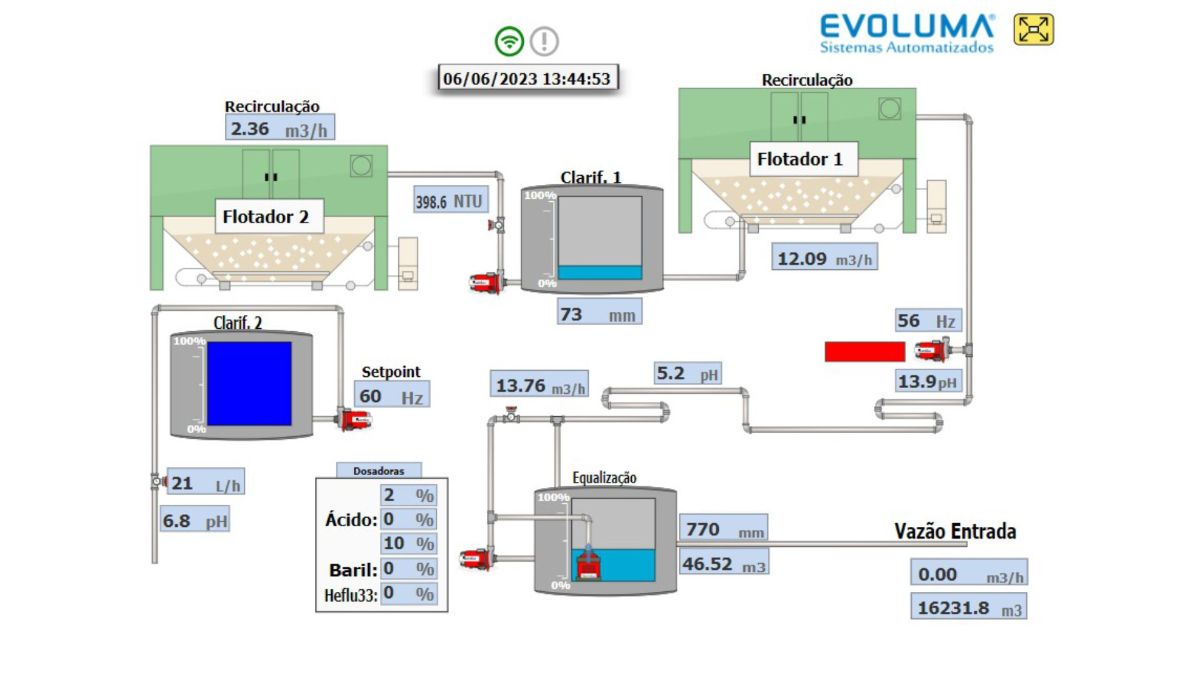 EVOLUMA®
Sistemas Automatizados
06/06/2023 13:44:53
Recirculação
Recirculação
2.36 m3/h
Flotador 1
Clarif. 1
100%
398.6 NTU
Flotador 2
12.09 m3/h
0%
73 mm
56 Hz
Clarif. 2
100%
Setpoint
5.2 pH
13.9 pH
13.76 m3/h
60 Hz
0%
Dosadoras
Equalização
21 L/h
2 %
100%
6.8 pH
Ácido: 0 %
770 mm
Vazão Entrada
10 %
46.52 m3
Baril: 0 %
0.00 m3/h
0%
Heflu33: 0 %
16231.8 m3